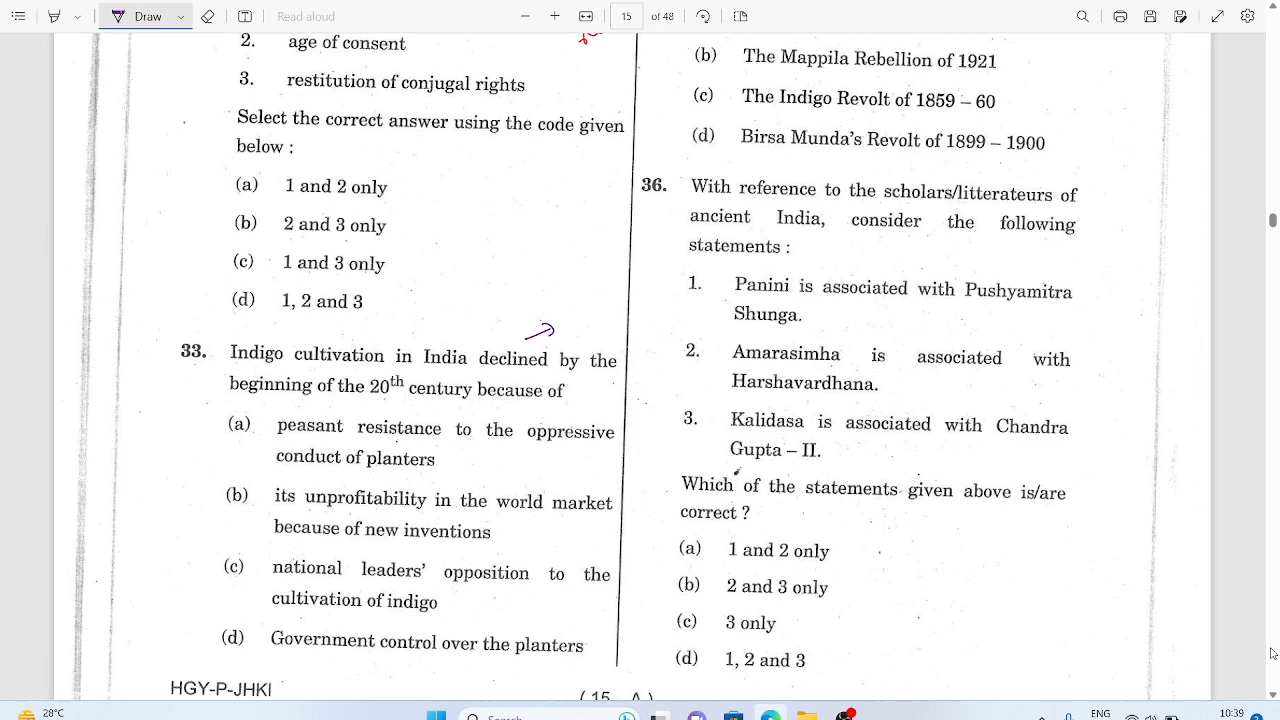 Draw
Read aloud
15 of 48
2. age of consent
3. restitution of conjugal rights
Select the correct answer using the code given
below :
(a) 1 and 2 only
(b) 2 and 3 only
(c) 1 and 3 only
(d) 1, 2 and 3
33. Indigo cultivation in India declined by the
beginning of the 20th century because of
(a) peasant resistance to the oppressive
conduct of planters
(b) its unprofitability in the world market
because of new inventions
(c) national leaders' opposition to the
cultivation of indigo
(d) Government control over the planters
HGY-P-JHKI
( 15 – A )
(b) The Mappila Rebellion of 1921
(c) The Indigo Revolt of 1859 – 60
(d) Birsa Munda's Revolt of 1899 – 1900
36. With reference to the scholars/litterateurs of
ancient India, consider the following
statements :
1. Panini is associated with Pushyamitra
Shunga.
2. Amarasimha is associated with
Harshavardhana.
3. Kalidasa is associated with Chandra
Gupta – II.
Which of the statements given above is/are
correct ?
(a) 1 and 2 only
(b) 2 and 3 only
(c) 3 only
(d) 1, 2 and 3
28°C
Search
ENG
10:39